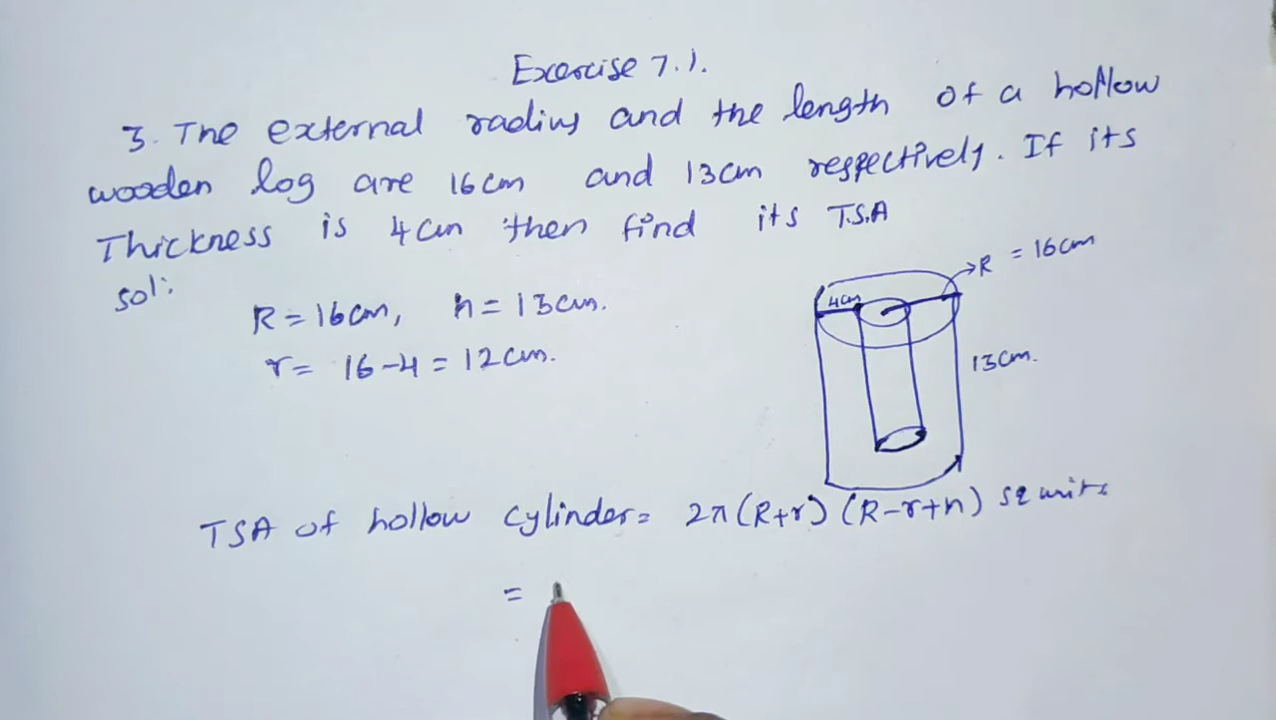 Exercise 7.1.
3. The external radius and the length of a hollow
wooden log are 16cm and 13cm respectively. If its
Thickness is 4cm then find its T.S.A
sol:
R = 16cm, h = 13cm.
r = 16-4 = 12cm.
4cm
R = 16cm
13cm.
TSA of hollow cylinder = 2π(R+r) (R-r+h) sq units
=